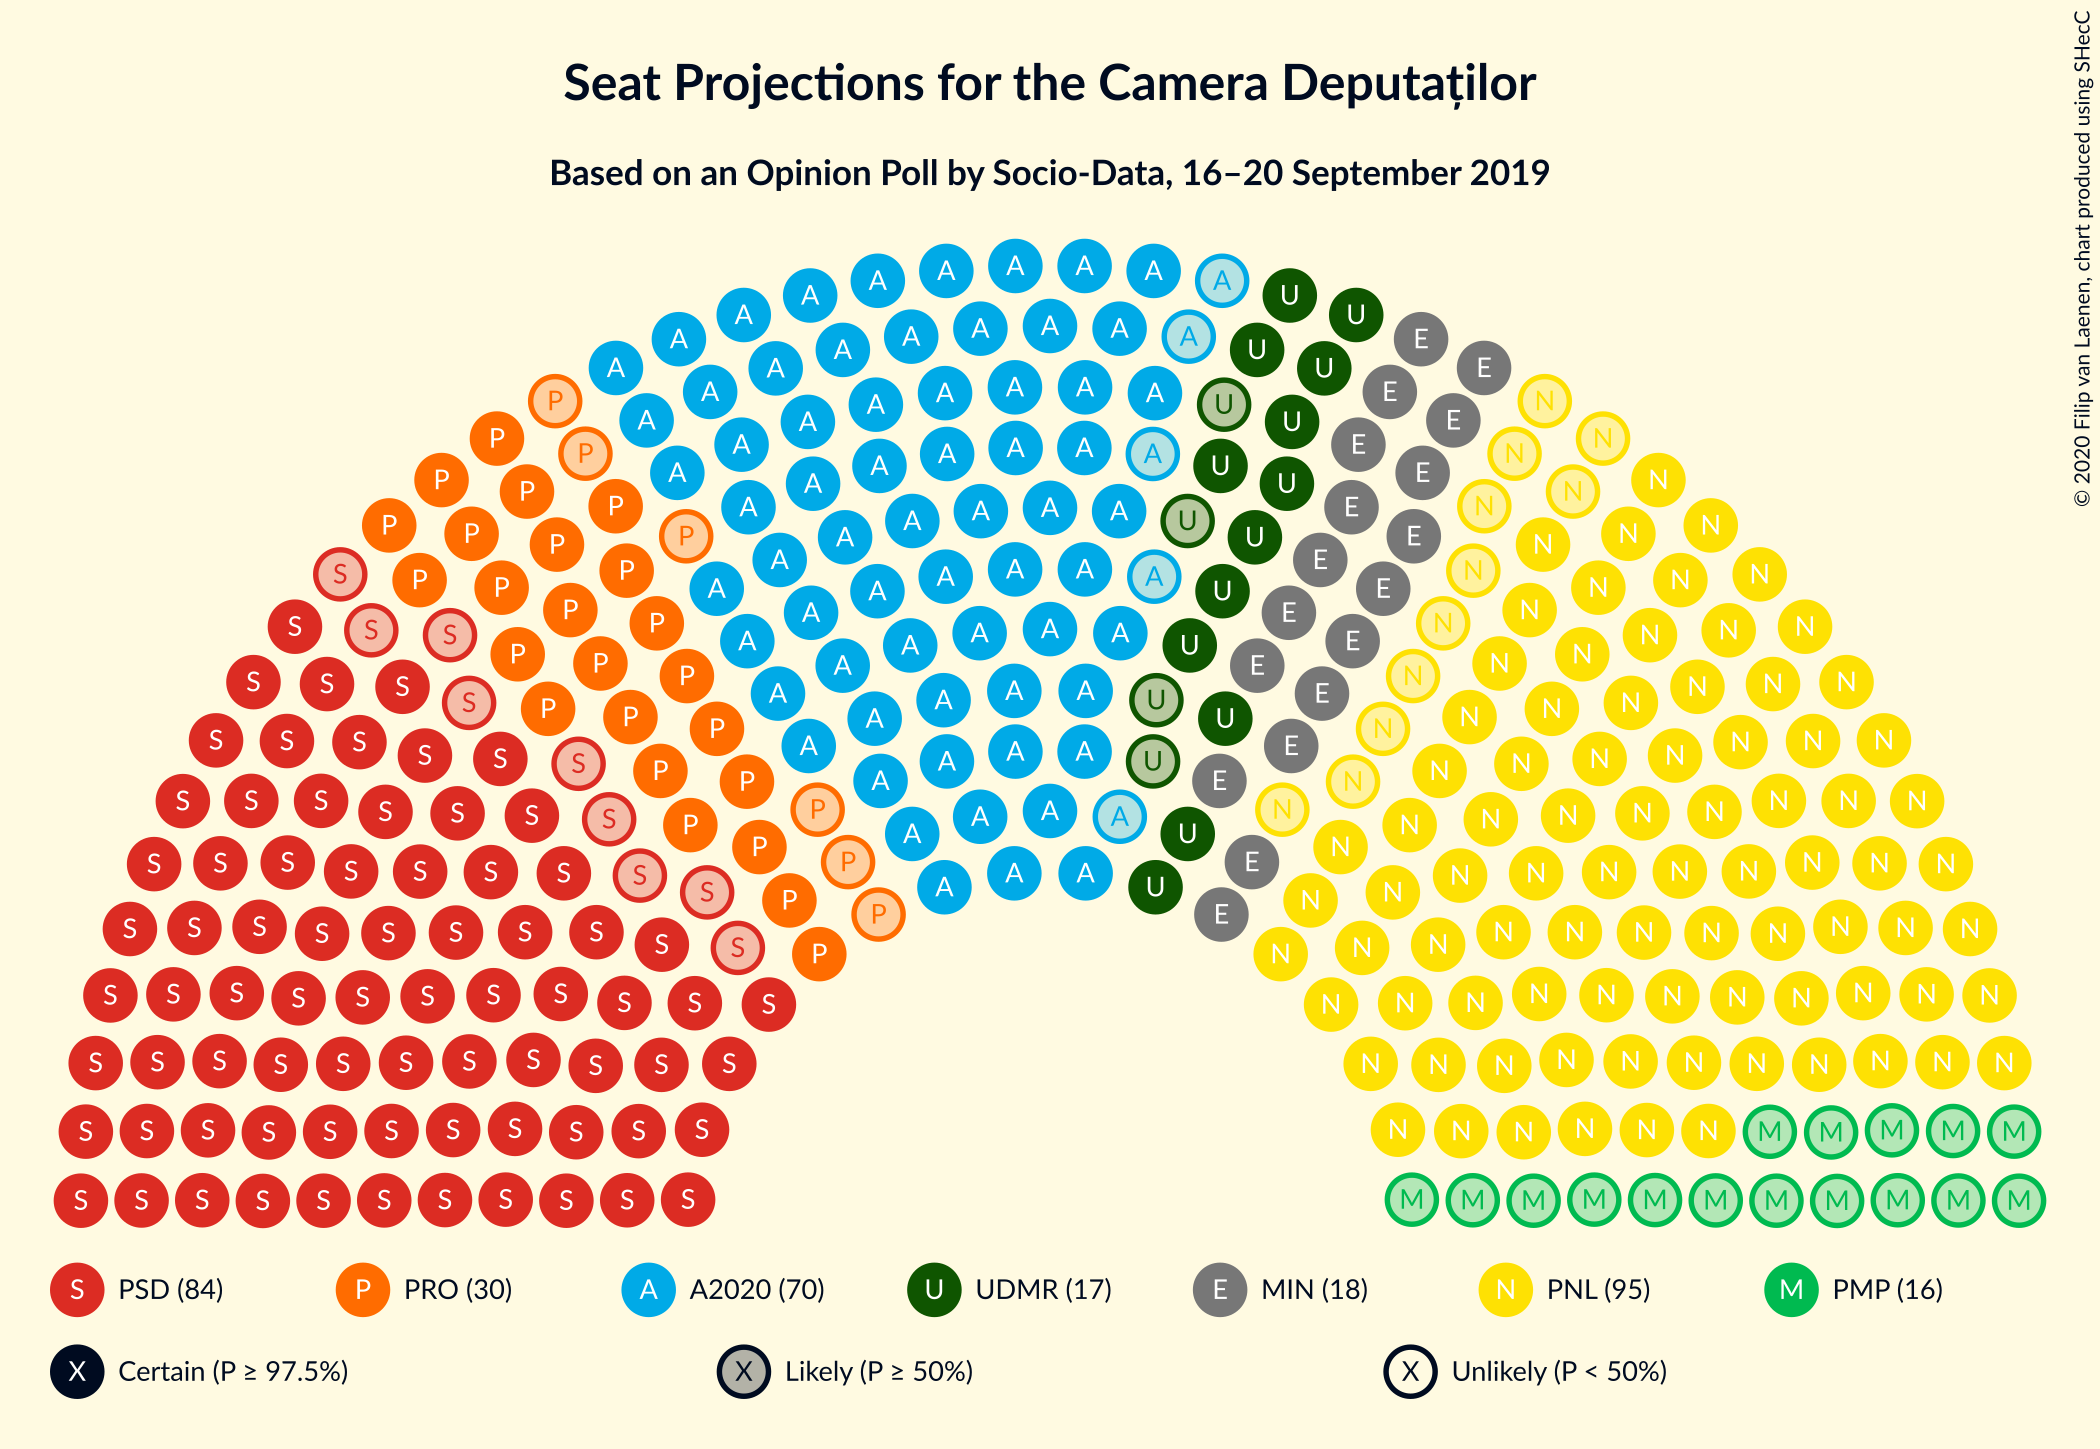 Seat Projections for the Camera Deputaților
Based on an Opinion Poll by Socio-Data, 16–20 September 2019
© 2020 Filip van Laenen, chart produced using SHecC
S PSD (84) P PRO (30) A A2020 (70) U UDMR (17) E MIN (18) N PNL (95) M PMP (16)
X Certain (P ≥ 97.5%) X Likely (P ≥ 50%) X Unlikely (P < 50%)